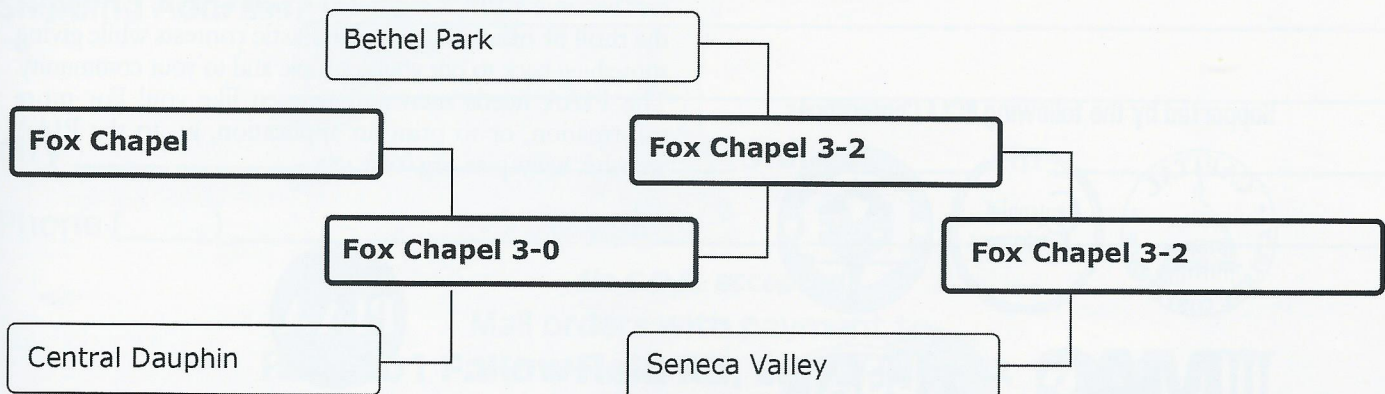 Bethel Park
Fox Chapel
Fox Chapel 3-2
Fox Chapel 3-0
Fox Chapel 3-2
Central Dauphin
Seneca Valley